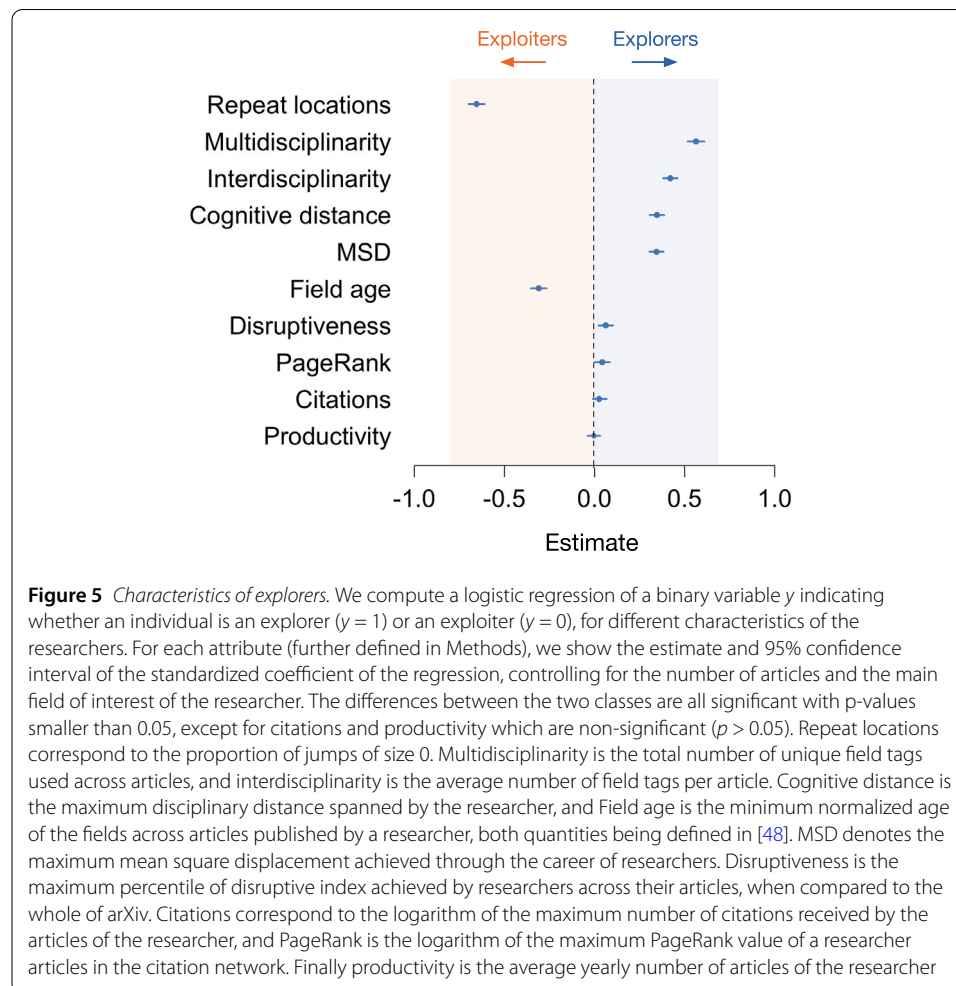 Exploiters Explorers
Repeat locations
Multidisciplinarity
Interdisciplinarity
Cognitive distance
MSD
Field age
Disruptiveness
PageRank
Citations
Productivity
-1.0 -0.5 0.0 0.5 1.0
Estimate
Figure 5 Characteristics of explorers. We compute a logistic regression of a binary variable y indicating
whether an individual is an explorer (y = 1) or an exploiter (y = 0), for different characteristics of the
researchers. For each attribute (further defined in Methods), we show the estimate and 95% confidence
interval of the standardized coefficient of the regression, controlling for the number of articles and the main
field of interest of the researcher. The differences between the two classes are all significant with p-values
smaller than 0.05, except for citations and productivity which are non-significant (p > 0.05). Repeat locations
correspond to the proportion of jumps of size 0. Multidisciplinarity is the total number of unique field tags
used across articles, and interdisciplinarity is the average number of field tags per article. Cognitive distance is
the maximum disciplinary distance spanned by the researcher, and Field age is the minimum normalized age
of the fields across articles published by a researcher, both quantities being defined in [48]. MSD denotes the
maximum mean square displacement achieved through the career of researchers. Disruptiveness is the
maximum percentile of disruptive index achieved by researchers across their articles, when compared to the
whole of arXiv. Citations correspond to the logarithm of the maximum number of citations received by the
articles of the researcher, and PageRank is the logarithm of the maximum PageRank value of a researcher
articles in the citation network. Finally productivity is the average yearly number of articles of the researcher